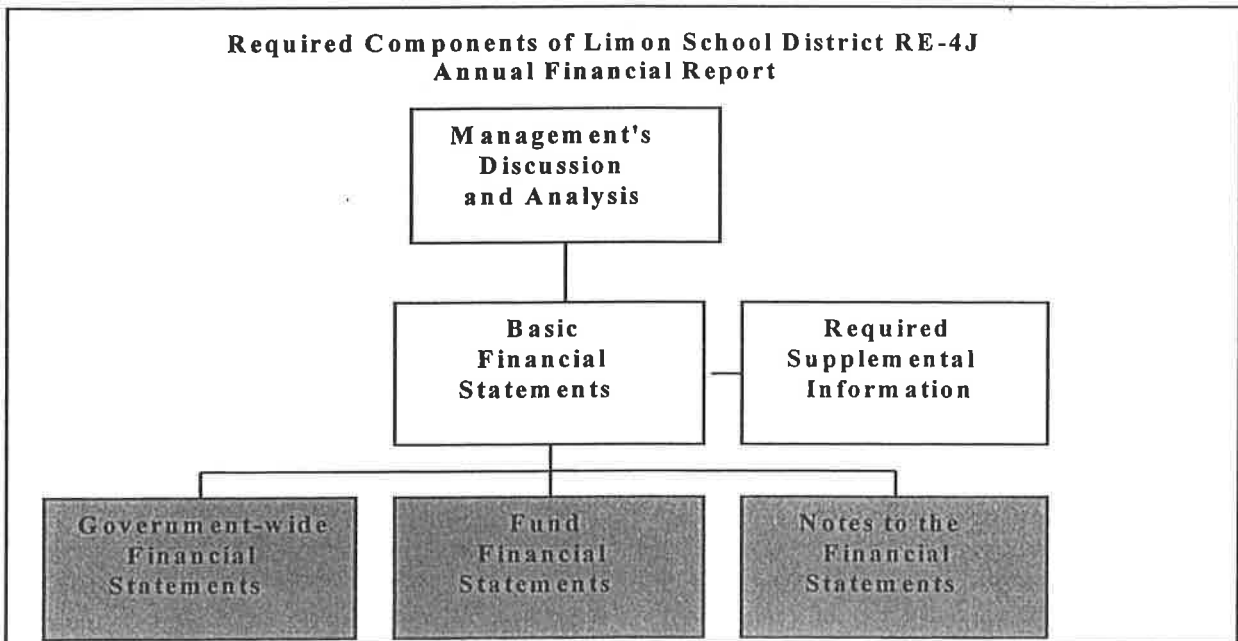 Required Components of Limon School District RE-4J
Annual Financial Report
Management's
Discussion
and Analysis
Basic
Financial
Statements
Required
Supplemental
Information
Government-wide
Financial
Statements
Fund
Financial
Statements
Notes to the
Financial
Statements